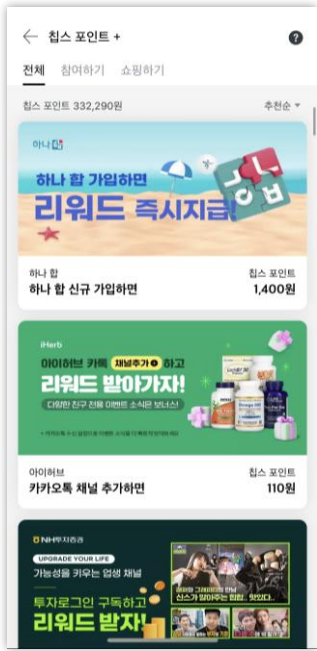 칩스 포인트 +
전체 참여하기 쇼핑하기
칩스 포인트 332,290원
추천순
하나 합
하나 합 가입하면
리워드 즉시지급!
하나 합
칩스 포인트
하나 합 신규 가입하면
1,400원
iHerb
아이허브 카톡 채널추가 하고
리워드 받아가자!
다양한 친구 전용 이벤트 소식은 보너스!
아이허브
칩스 포인트
카카오톡 채널 추가하면
110원
NH투자증권
UPGRADE YOUR LIFE
가능성을 키우는 업생 채널
투자로그인 구독하고
리워드 받자!